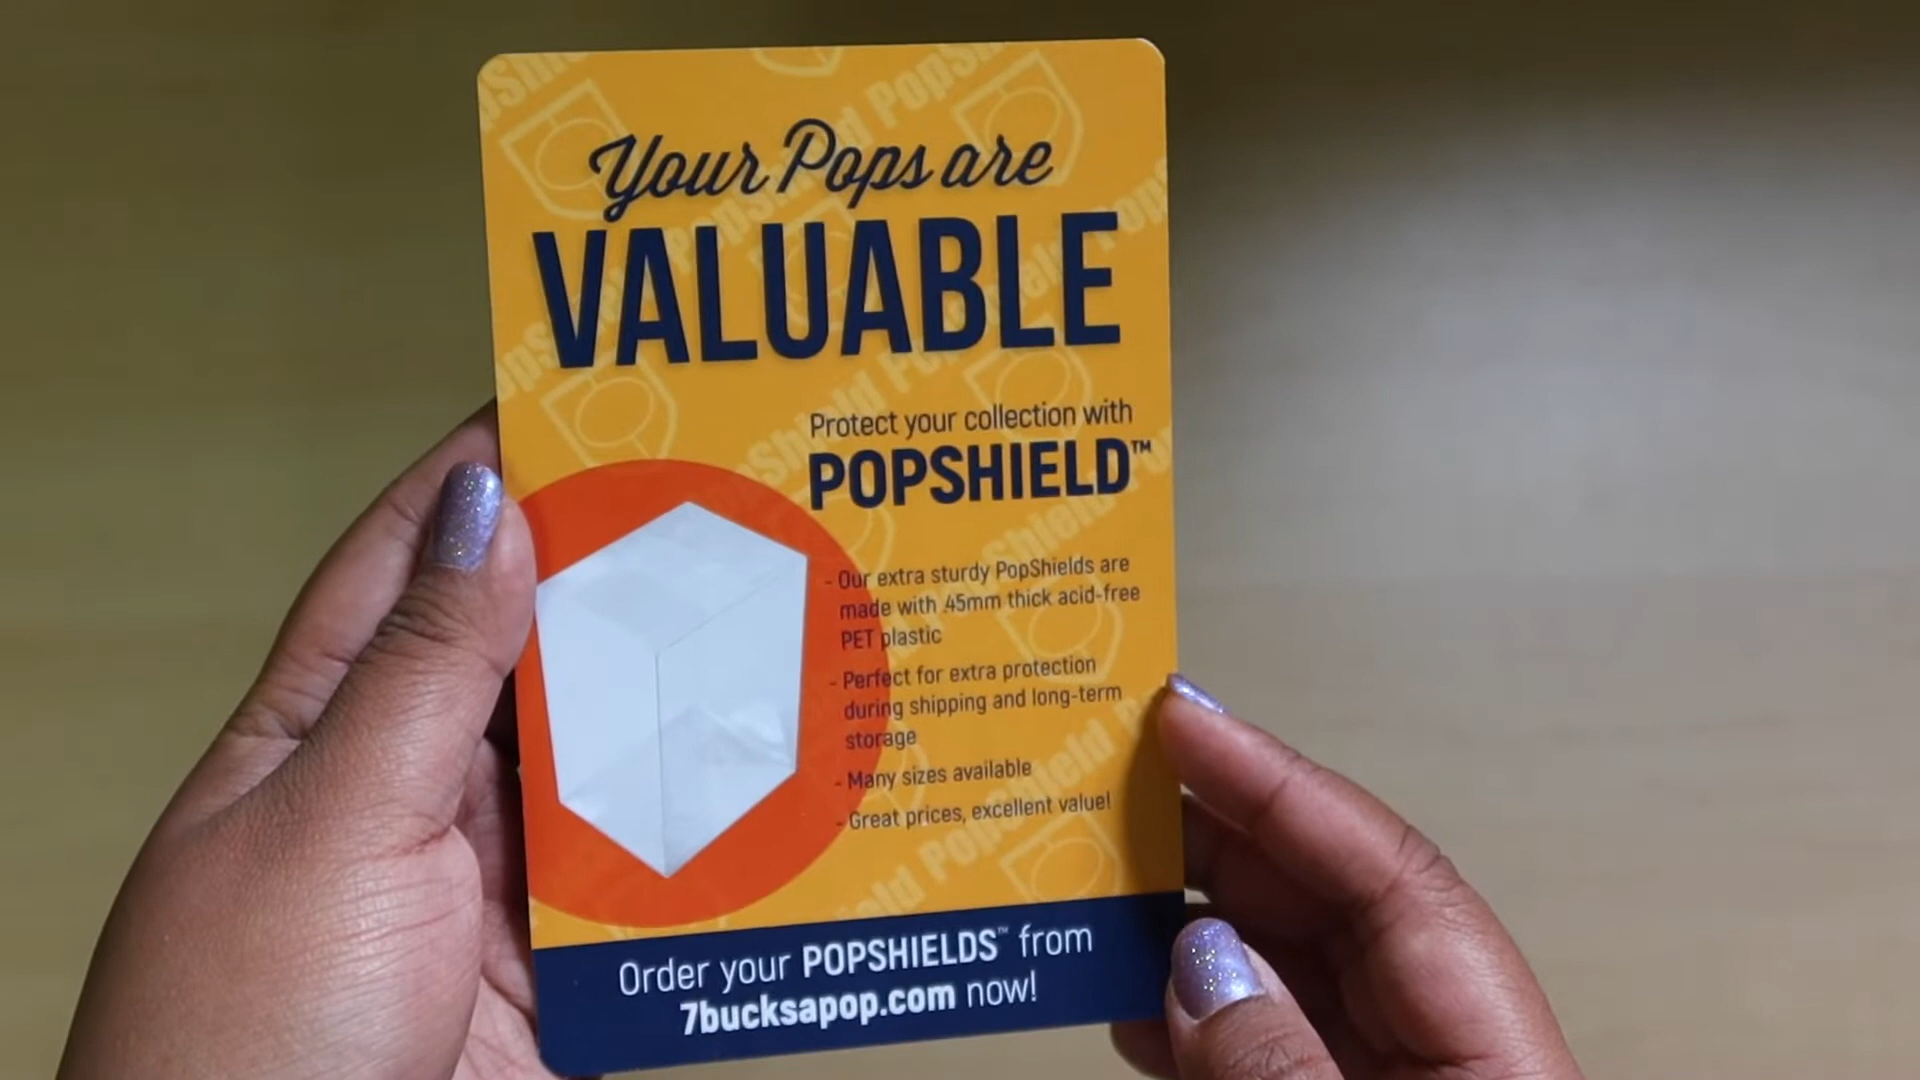 Your Pops are
VALUABLE
Protect your collection with
POPSHIELD™
- Our extra sturdy PopShields are
made with .45mm thick acid-free
PET plastic
- Perfect for extra protection
during shipping and long-term
storage
- Many sizes available
- Great prices, excellent value!
Order your POPSHIELDS™ from
7bucksapop.com now!